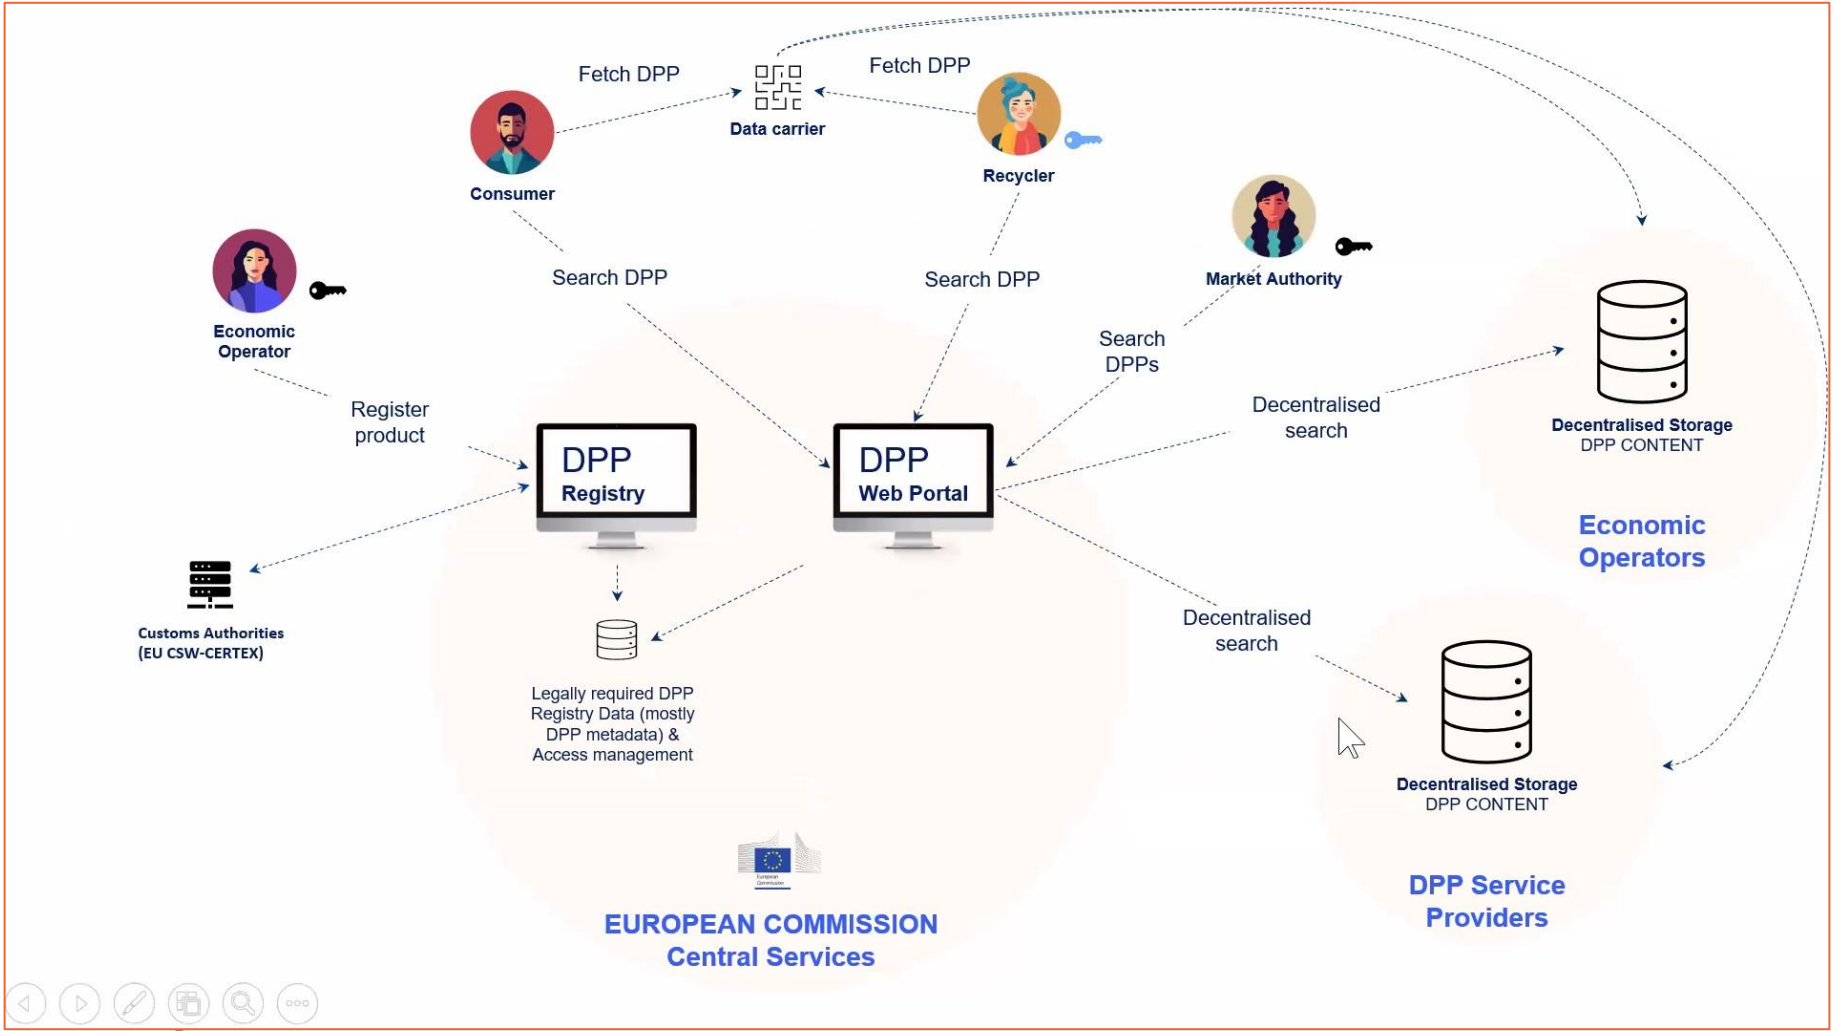 Fetch DPP
Fetch DPP
Data carrier
Consumer
Recycler
Market Authority
Economic
Operator
Search DPP
Search DPP
Search
DPPs
Register
product
Decentralised
search
DPP
Registry
DPP
Web Portal
Decentralised Storage
DPP CONTENT
Economic
Operators
Customs Authorities
(EU CSW-CERTEX)
Decentralised
search
Legally required DPP
Registry Data (mostly
DPP metadata) &
Access management
Decentralised Storage
DPP CONTENT
DPP Service
Providers
European
Commission
EUROPEAN COMMISSION
Central Services